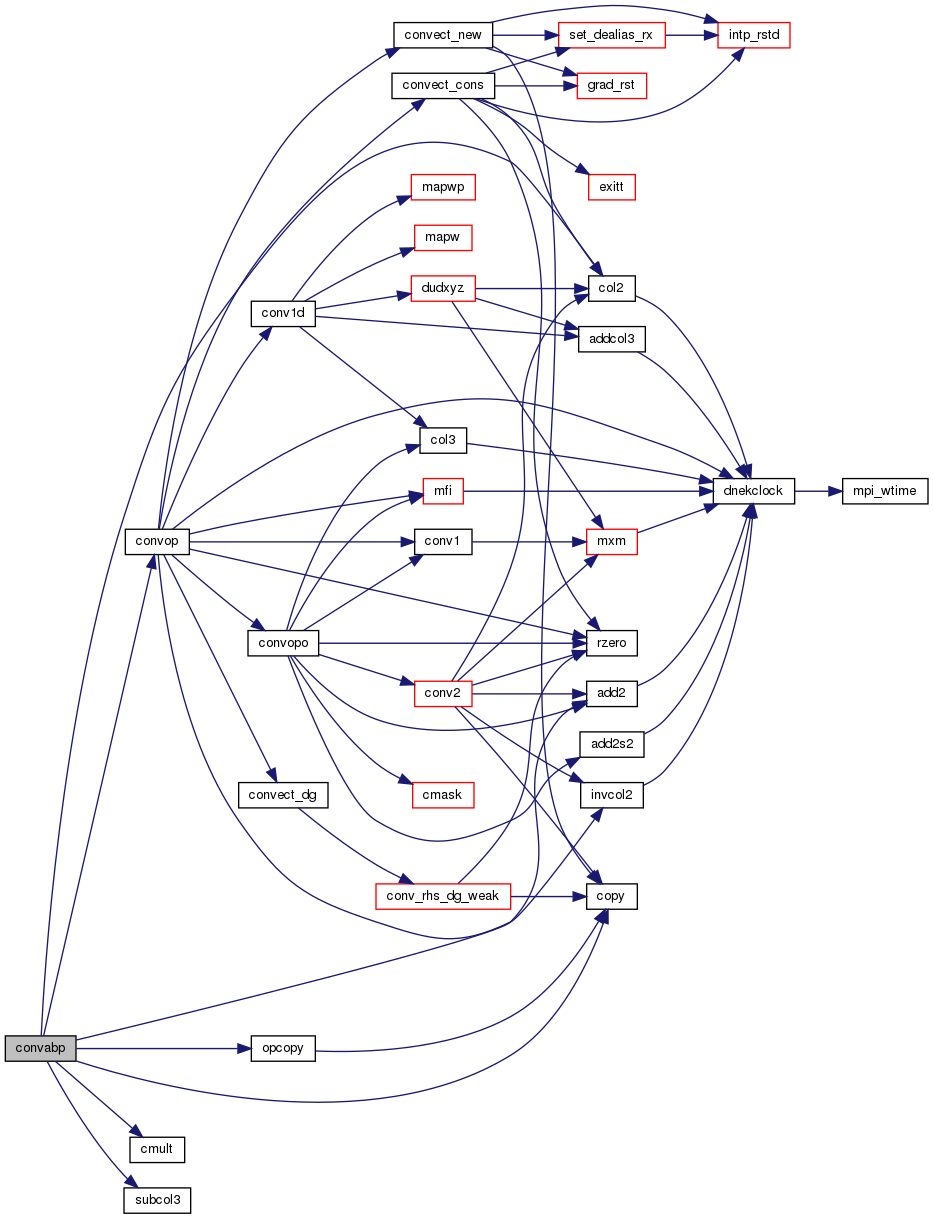 convect_new
set_dealias_rx
intp_rstd
convect_cons
grad_rst
mapwp
exitt
mapw
dudxyz
col2
conv1d
addcol3
col3
mfi
dnekclock
mpi_wtime
convop
conv1
mxm
convopo
rzero
conv2
add2
add2s2
convect_dg
cmask
invcol2
conv_rhs_dg_weak
copy
convabp
opcopy
cmult
subcol3